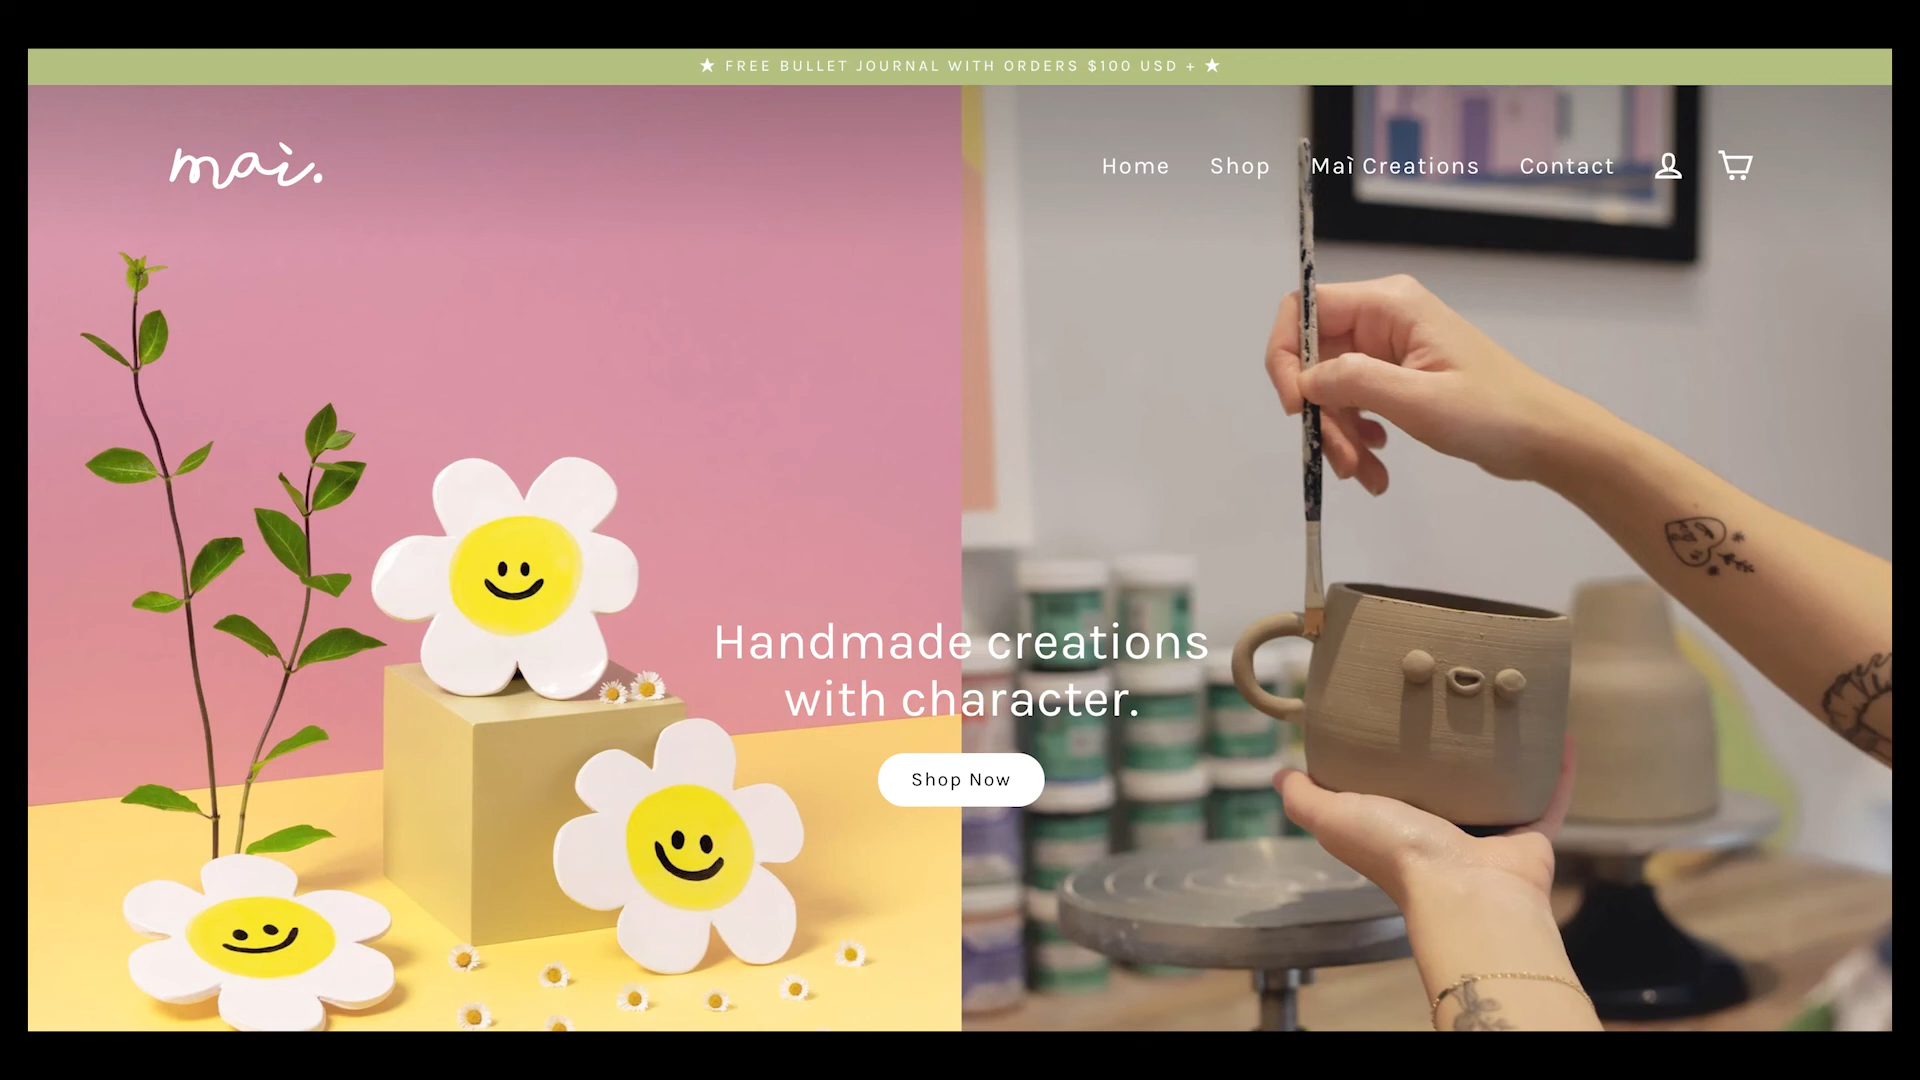 ★ FREE BULLET JOURNAL WITH ORDERS $100 USD + ★
maì.
Home Shop Maì Creations Contact
Handmade creations
with character.
Shop Now